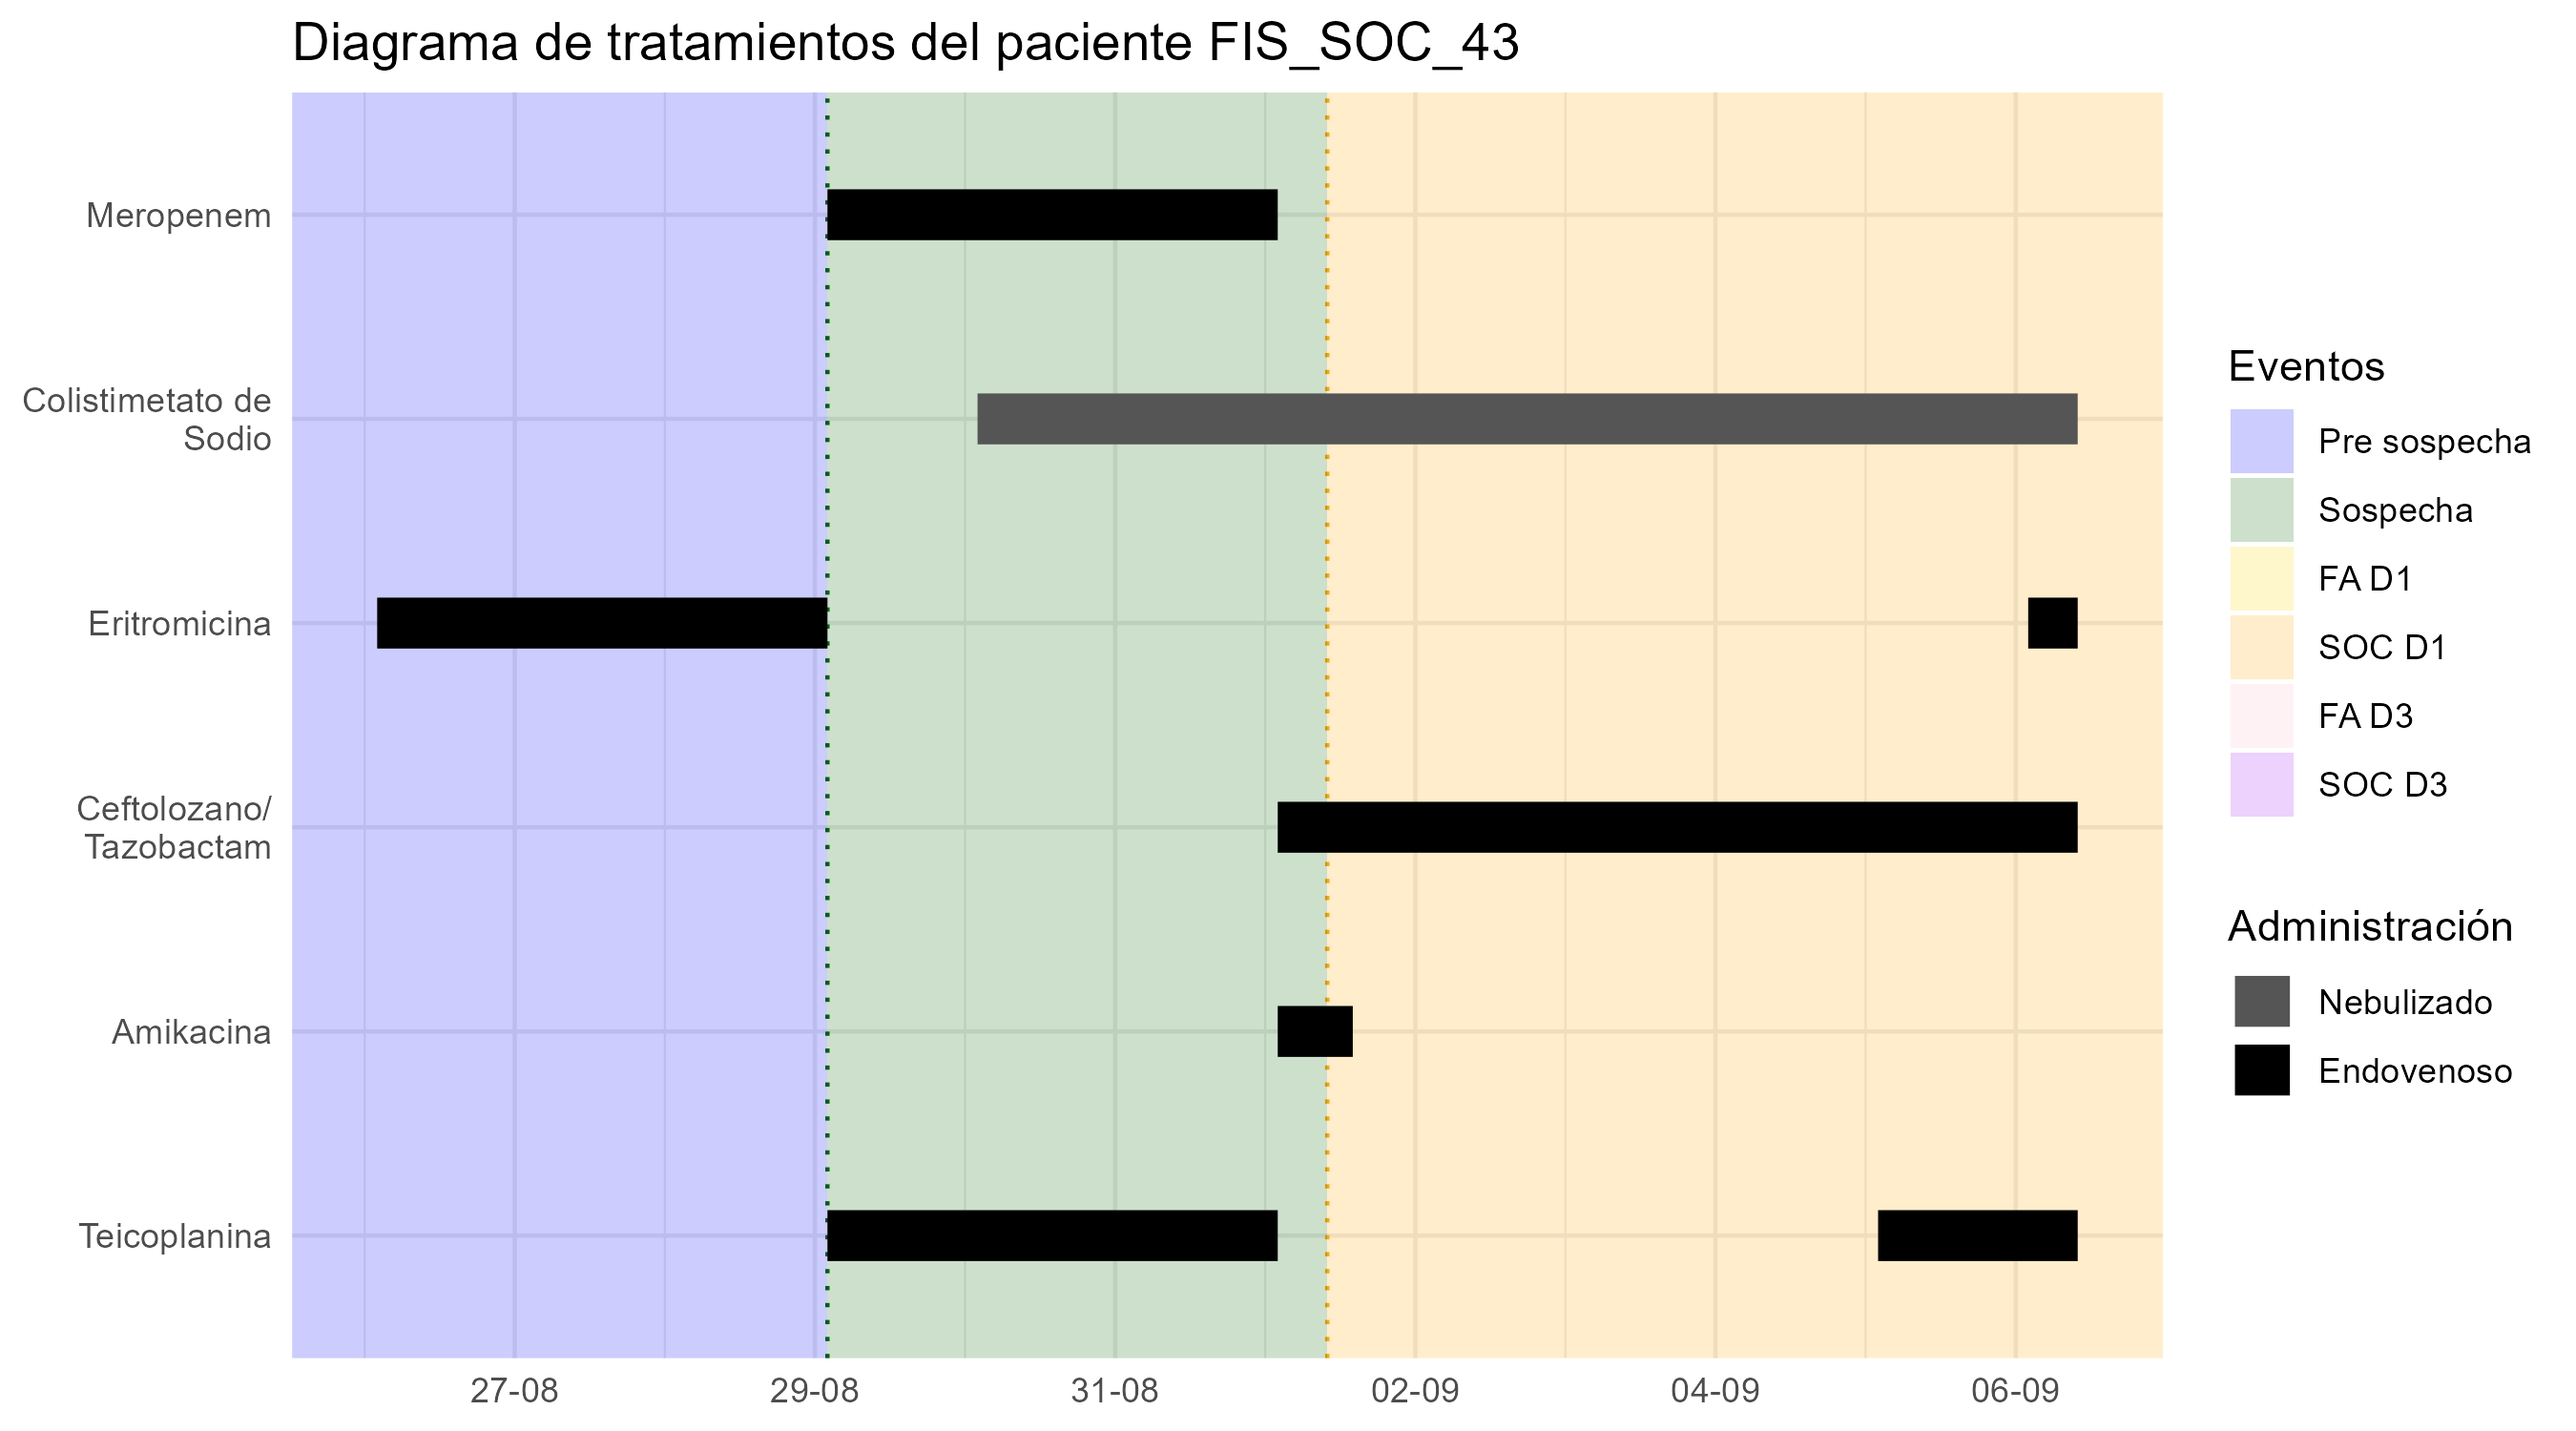 Diagrama de tratamientos del paciente FIS_SOC_43
Meropenem
Colistimetato de
Sodio
Eritromicina
Ceftolozano/
Tazobactam
Amikacina
Teicoplanina
27-08
29-08
31-08
02-09
04-09
06-09
Eventos
Pre sospecha
Sospecha
FA D1
SOC D1
FA D3
SOC D3
Administración
Nebulizado
Endovenoso